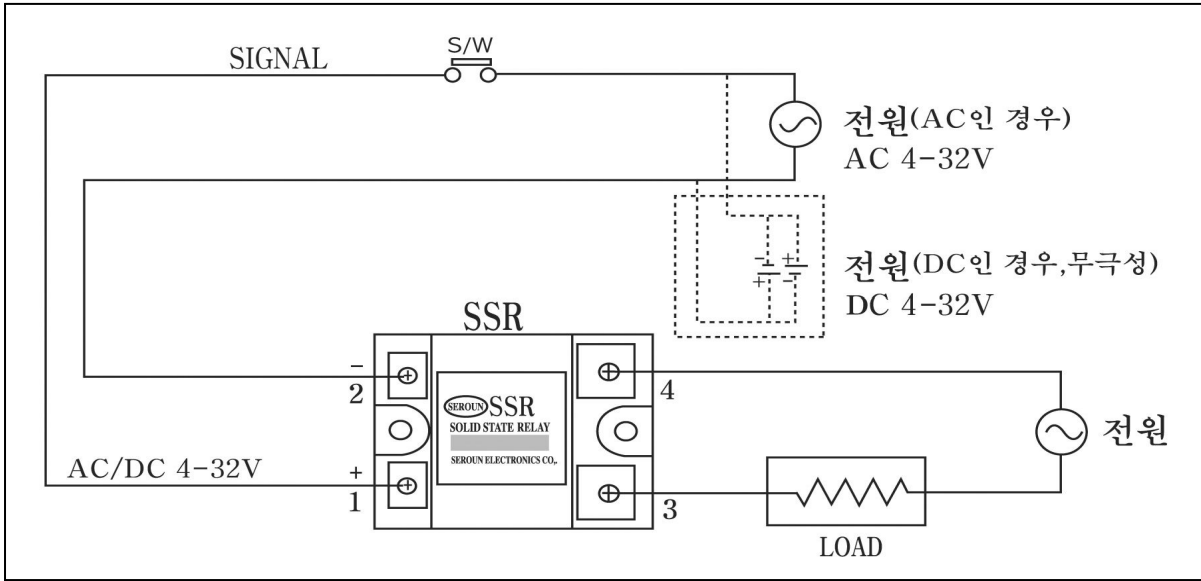 S/W
SIGNAL
전원(AC인 경우)
AC 4-32V
- +
+ -
전원(DC인 경우,무극성)
DC 4-32V
SSR
-
2
4
SEROUN SSR
SOLID STATE RELAY
SEROUN ELECTRONICS CO,.
전원
AC/DC 4-32V
+
1
3
LOAD